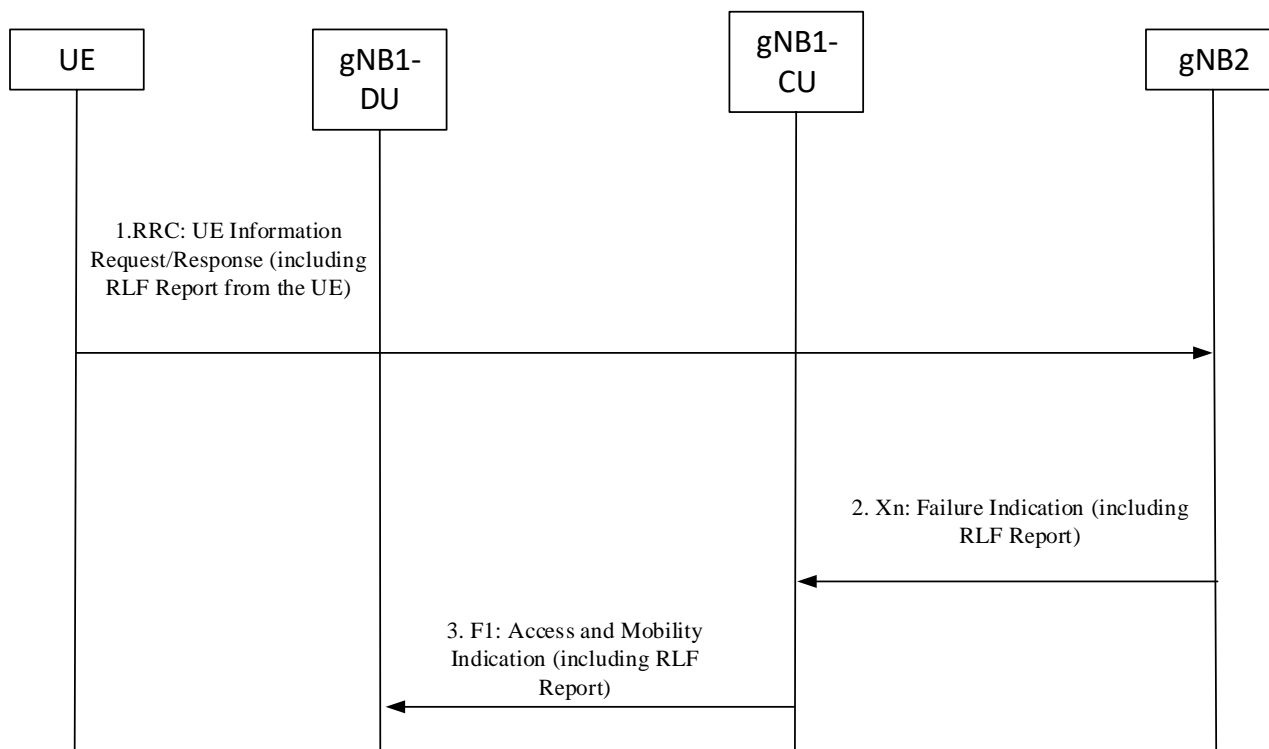 UE
gNB1-
DU
gNB1-
CU
gNB2
1.RRC: UE Information
Request/Response (including
RLF Report from the UE)
2. Xn: Failure Indication (including
RLF Report)
3. F1: Access and Mobility
Indication (including RLF
Report)